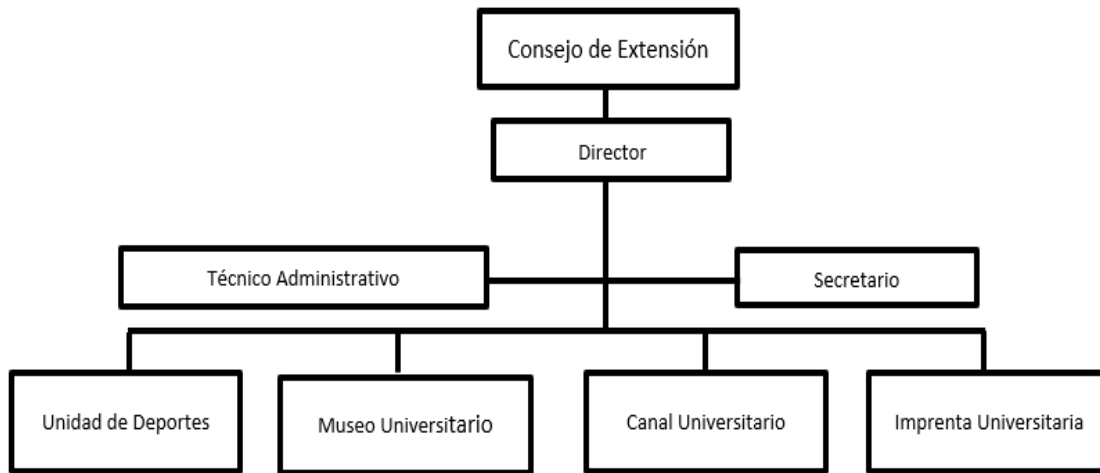 Consejo de Extensión
Director
Técnico Administrativo
Secretario
Unidad de Deportes
Museo Universitario
Canal Universitario
Imprenta Universitaria